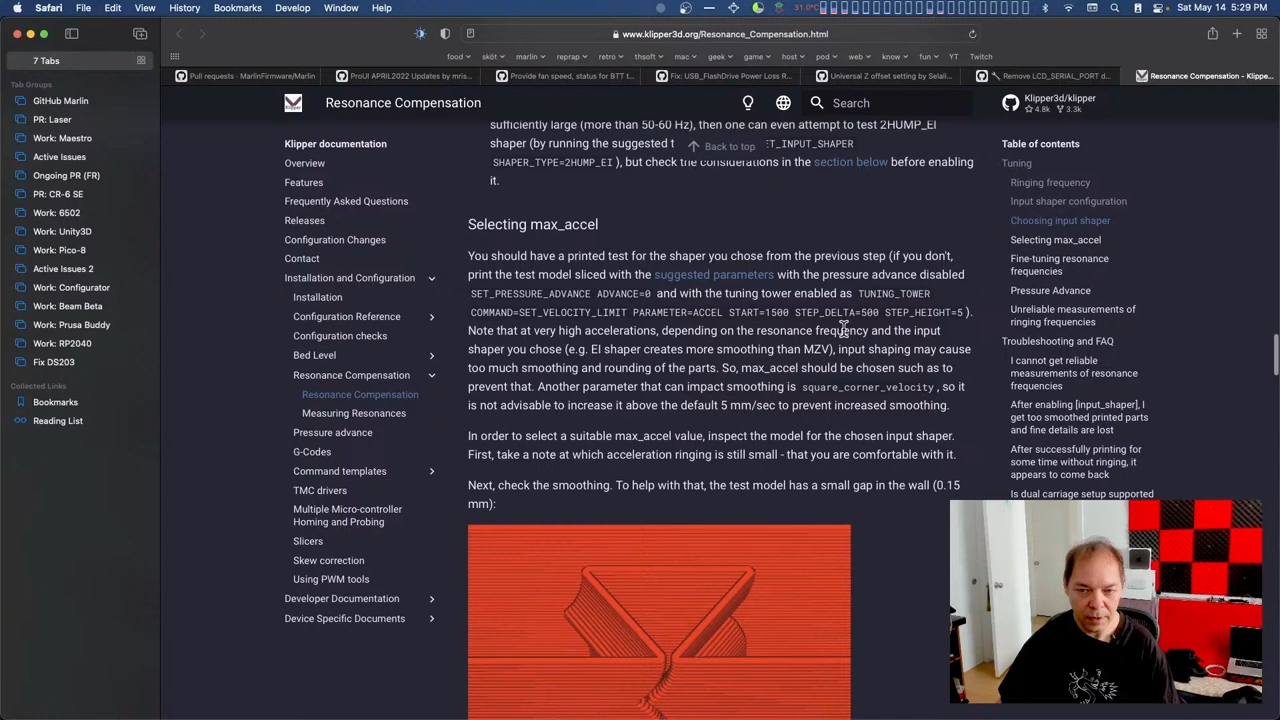 Safari File Edit View History Bookmarks Develop Window Help
31.0°C
Sat May 14 5:29 PM
www.klipper3d.org/Resonance_Compensation.html
food sköt marlin reprap retro thsoft mac geek game host pod web know fun YT Twitch
7 Tabs
Tab Groups
GitHub Marlin
PR: Laser
Work: Maestro
Active Issues
Ongoing PR (FR)
PR: CR-6 SE
Work: 6502
Work: Unity3D
Work: Pico-8
Active Issues 2
Work: Configurator
Work: Beam Beta
Work: Prusa Buddy
Work: RP2040
Fix DS203
Collected Links
Bookmarks
Reading List
Pull requests · MarlinFirmware/Marlin
ProUI APRIL2022 Updates by mris...
Provide fan speed, status for BTT t...
Fix: USB_FlashDrive Power Loss R...
Universal Z offset setting by Selaii...
Remove LCD_SERIAL_PORT d...
Resonance Compensation - Klippe...
Resonance Compensation
Search
Klipper3d/klipper
4.8k 3.3k
Klipper documentation
Overview
Features
Frequently Asked Questions
Releases
Configuration Changes
Contact
Installation and Configuration
Installation
Configuration Reference
Configuration checks
Bed Level
Resonance Compensation
Resonance Compensation
Measuring Resonances
Pressure advance
G-Codes
Command templates
TMC drivers
Multiple Micro-controller
Homing and Probing
Slicers
Skew correction
Using PWM tools
Developer Documentation
Device Specific Documents
sufficiently large (more than 50-60 Hz), then one can even attempt to test 2HUMP_EI
shaper (by running the suggested t
Back to top
ET_INPUT_SHAPER
SHAPER_TYPE=2HUMP_EI ), but check the considerations in the section below before enabling
it.
Selecting max_accel
You should have a printed test for the shaper you chose from the previous step (if you don't,
print the test model sliced with the suggested parameters with the pressure advance disabled
SET_PRESSURE_ADVANCE ADVANCE=0 and with the tuning tower enabled as TUNING_TOWER
COMMAND=SET_VELOCITY_LIMIT PARAMETER=ACCEL START=1500 STEP_DELTA=500 STEP_HEIGHT=5 ).
Note that at very high accelerations, depending on the resonance frequency and the input
shaper you chose (e.g. EI shaper creates more smoothing than MZV), input shaping may cause
too much smoothing and rounding of the parts. So, max_accel should be chosen such as to
prevent that. Another parameter that can impact smoothing is square_corner_velocity , so it
is not advisable to increase it above the default 5 mm/sec to prevent increased smoothing.
In order to select a suitable max_accel value, inspect the model for the chosen input shaper.
First, take a note at which acceleration ringing is still small - that you are comfortable with it.
Next, check the smoothing. To help with that, the test model has a small gap in the wall (0.15
mm):
Table of contents
Tuning
Ringing frequency
Input shaper configuration
Choosing input shaper
Selecting max_accel
Fine-tuning resonance
frequencies
Pressure Advance
Unreliable measurements of
ringing frequencies
Troubleshooting and FAQ
I cannot get reliable
measurements of resonance
frequencies
After enabling [input_shaper], I
get too smoothed printed parts
and fine details are lost
After successfully printing for
some time without ringing, it
appears to come back
Is dual carriage setup supported